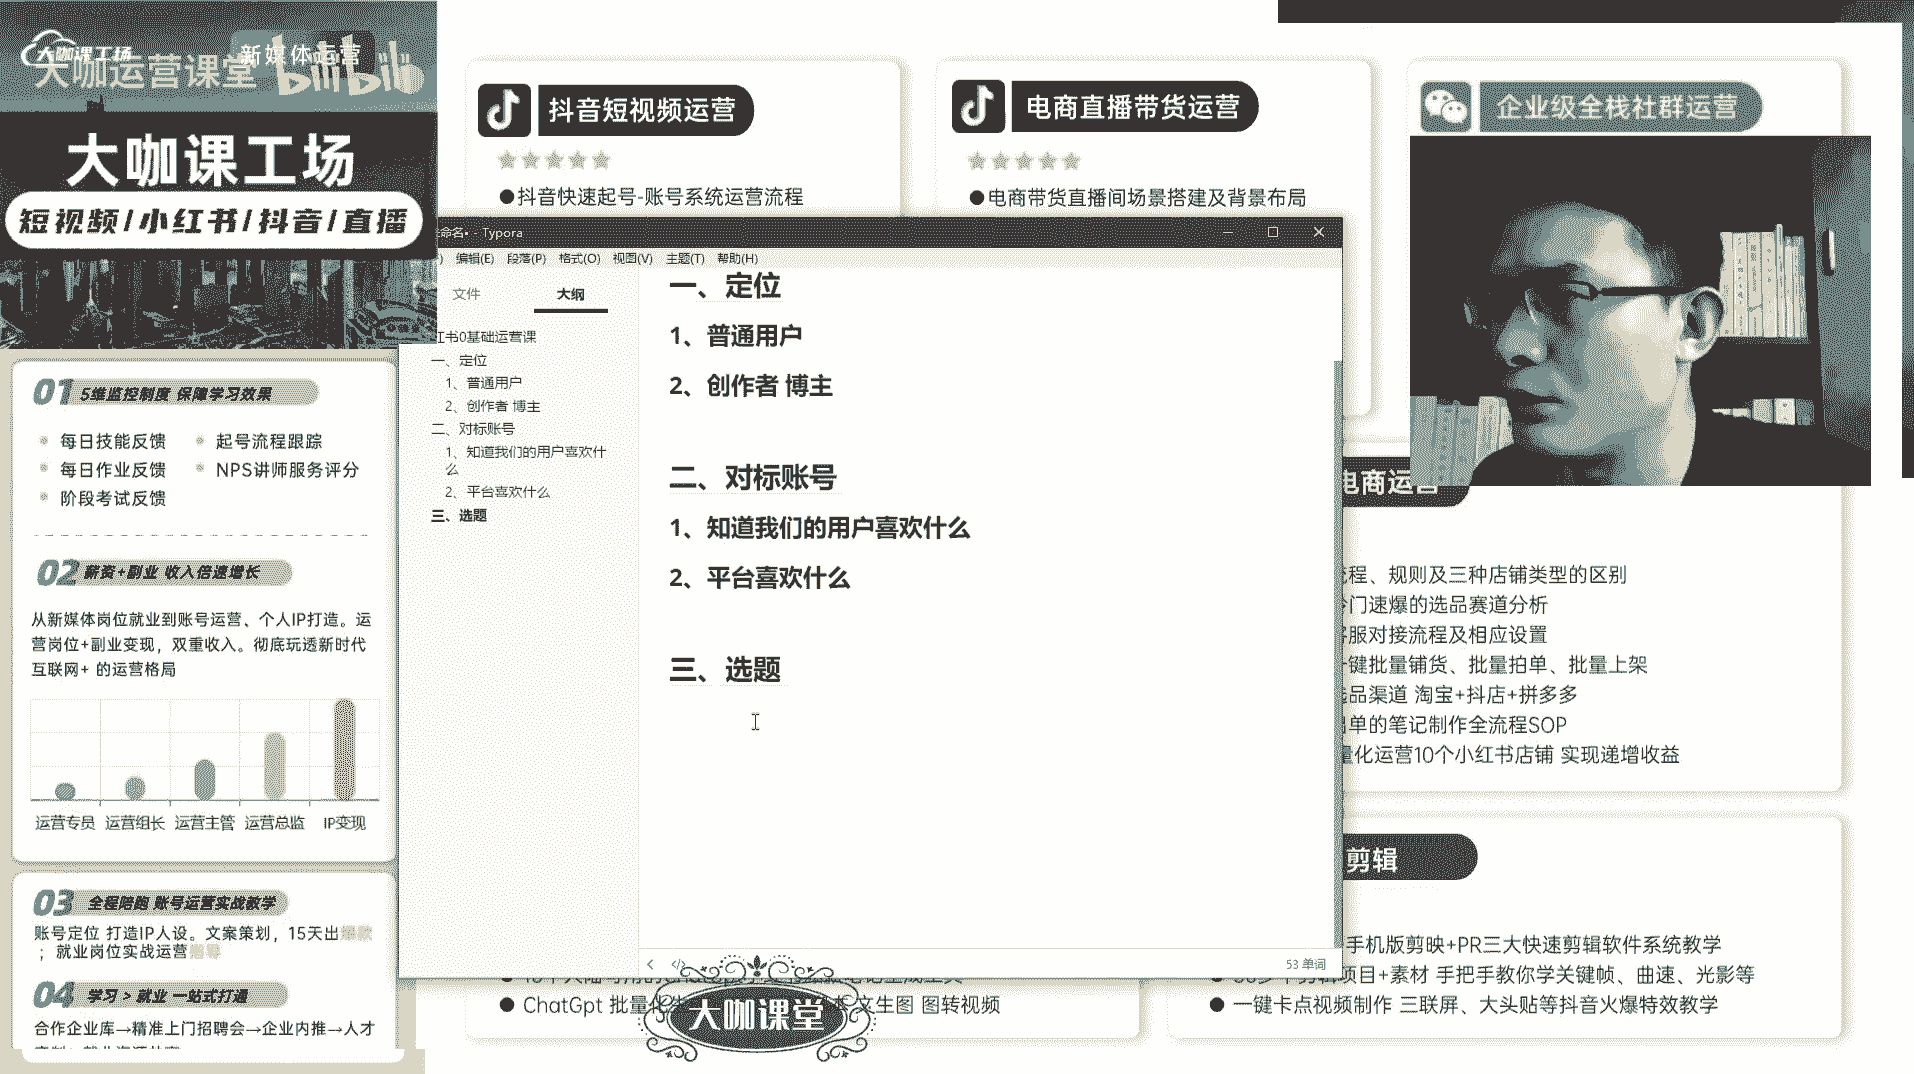 大咖课工场
大咖运营课堂
新媒体运营
bilibili
大咖课工场
短视频/小红书/抖音/直播
01 5维监控制度 保障学习效果
每日技能反馈
起号流程跟踪
每日作业反馈
NPS讲师服务评分
阶段考试反馈
02 薪资+副业 收入倍速增长
从新媒体岗位就业到账号运营、个人IP打造。运
营岗位+副业变现，双重收入。彻底玩透新时代
互联网+ 的运营格局
运营专员 运营组长 运营主管 运营总监 IP变现
03 全程陪跑 账号运营实战教学
账号定位 打造IP人设。文案策划，15天出
；就业岗位实战运营
04 学习 > 就业 一站式打通
合作企业库→精准上门招聘会→企业内推→人才
抖音短视频运营
●抖音快速起号-账号系统运营流程
电商直播带货运营
●电商带货直播间场景搭建及背景布局
企业级全栈社群运营
命名• - Typora
编辑(E) 段落(P) 格式(O) 视图(V) 主题(T) 帮助(H)
文件 大纲
红书0基础运营课
一、定位
1、普通用户
2、创作者 博主
二、对标账号
1、知道我们的用户喜欢什
么
2、平台喜欢什么
三、选题
一、定位
1、普通用户
2、创作者 博主
二、对标账号
1、知道我们的用户喜欢什么
2、平台喜欢什么
三、选题
53 单词
电商运营
程、规则及三种店铺类型的区别
门速爆的选品赛道分析
客服对接流程及相应设置
键批量铺货、批量拍单、批量上架
选品渠道 淘宝+抖店+拼多多
出单的笔记制作全流程SOP
量化运营10个小红书店铺 实现递增收益
剪辑
手机版剪映+PR三大快速剪辑软件系统教学
项目+素材 手把手教你学关键帧、曲速、光影等
●一键卡点视频制作 三联屏、大头贴等抖音火爆特效教学
●ChatGpt 批量化
文生图 图转视频
大咖课堂